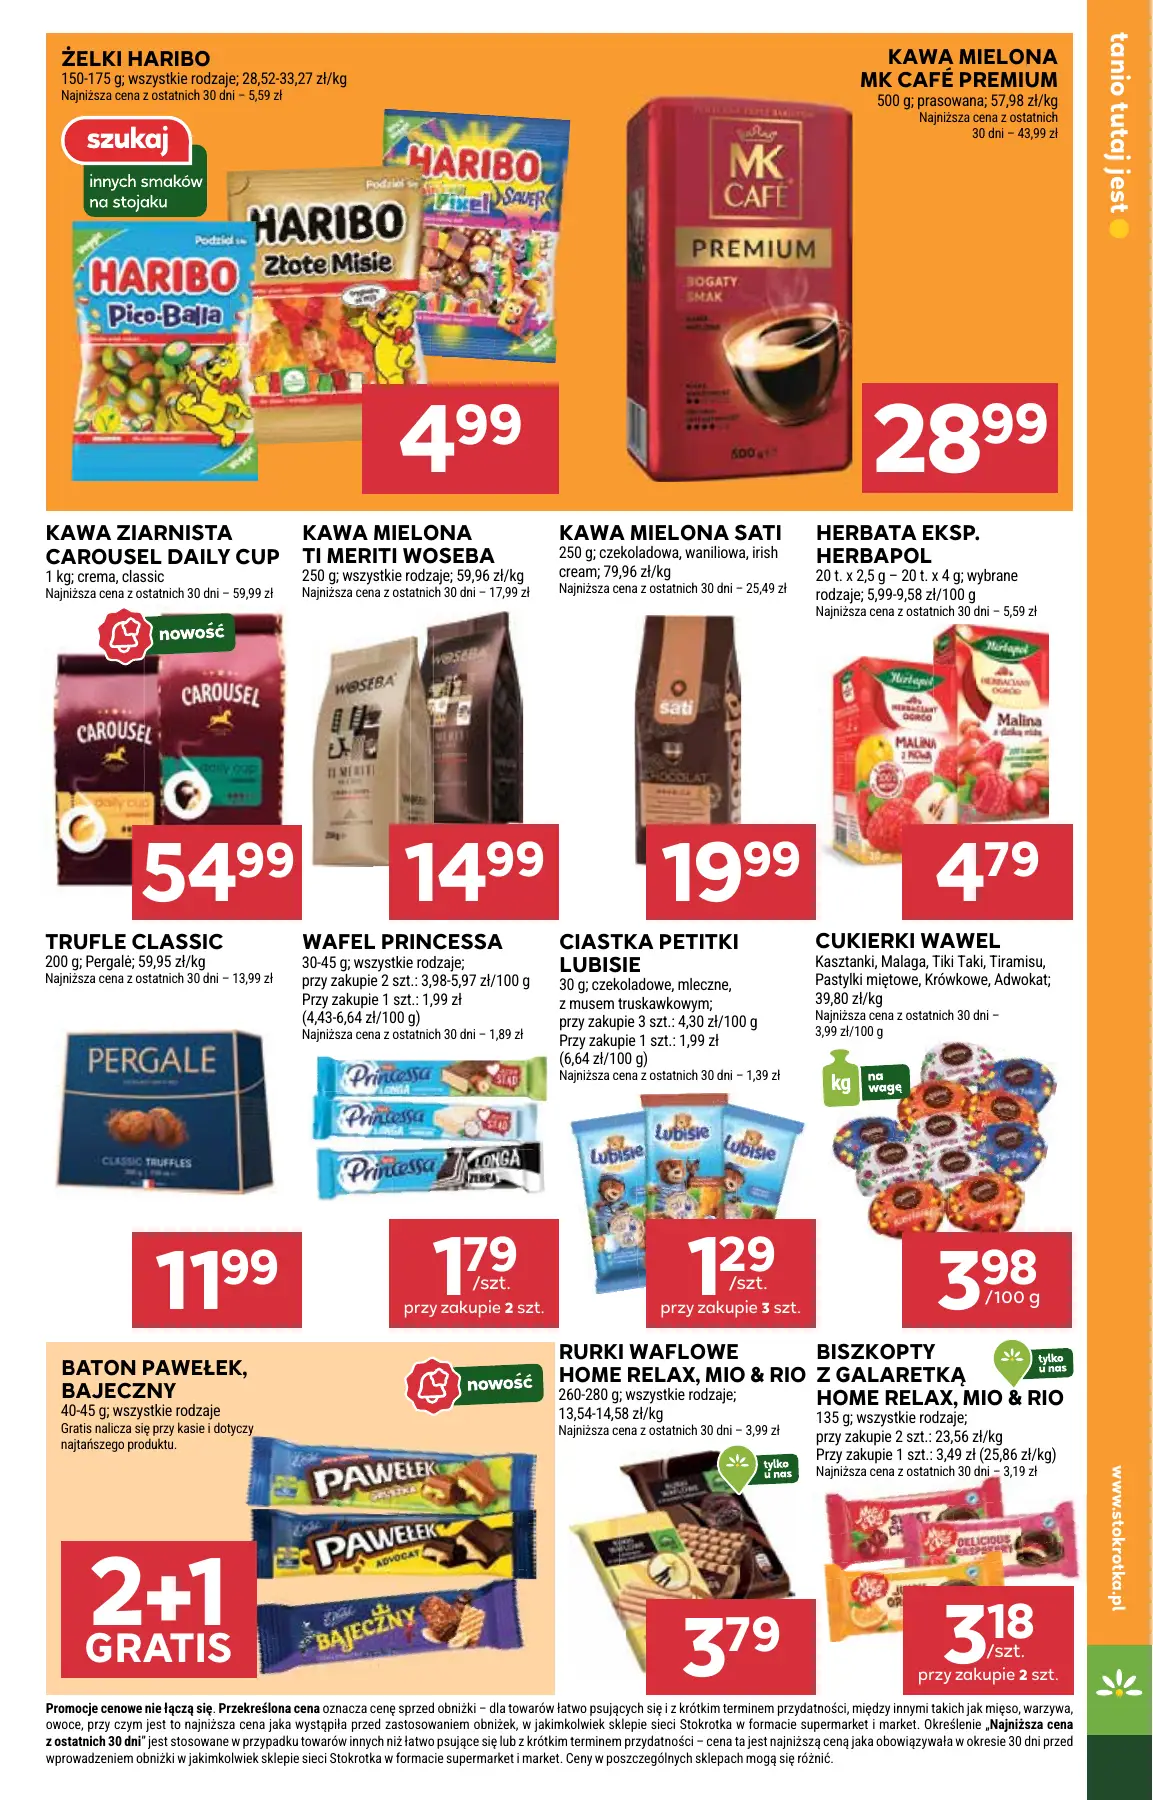 ŻELKI HARIBO
150-175 g; wszystkie rodzaje; 28,52-33,27 zł/kg
Najniższa cena z ostatnich 30 dni – 5,59 zł
szukaj
innych smaków
na stojaku
HARIBO
Pico-Balla
HARIBO
Złote Misie
HARIBO
Pixel SAUER
4 99
KAWA MIELONA
MK CAFÉ PREMIUM
500 g; prasowana; 57,98 zł/kg
Najniższa cena z ostatnich
30 dni – 43,99 zł
MK
CAFÉ
PREMIUM
BOGATY
SMAK
500 g
28 99
tanio tutaj jest
KAWA ZIARNISTA
CAROUSEL DAILY CUP
1 kg; crema, classic
Najniższa cena z ostatnich 30 dni – 59,99 zł
nowość
CAROUSEL
daily cup
CAROUSEL
daily cup
54 99
KAWA MIELONA
TI MERITI WOSEBA
250 g; wszystkie rodzaje; 59,96 zł/kg
Najniższa cena z ostatnich 30 dni – 17,99 zł
WOSEBA
TI MERITI
WOSEBA
14 99
KAWA MIELONA SATI
250 g; czekoladowa, waniliowa, irish
cream; 79,96 zł/kg
Najniższa cena z ostatnich 30 dni – 25,49 zł
sati
CHOCOLAT
19 99
HERBATA EKSP.
HERBAPOL
20 t. x 2,5 g – 20 t. x 4 g; wybrane
rodzaje; 5,99-9,58 zł/100 g
Najniższa cena z ostatnich 30 dni – 5,59 zł
Herbapol
HERBACIANY
OGRÓD
MALINA
Z PIGWĄ
Herbapol
HERBACIANY
OGRÓD
Malina
z dziką różą
4 79
TRUFLE CLASSIC
200 g; Pergalė; 59,95 zł/kg
Najniższa cena z ostatnich 30 dni – 13,99 zł
PERGALĖ
CLASSIC TRUFFLES
11 99
WAFEL PRINCESSA
30-45 g; wszystkie rodzaje;
przy zakupie 2 szt.: 3,98-5,97 zł/100 g
Przy zakupie 1 szt.: 1,99 zł
(4,43-6,64 zł/100 g)
Najniższa cena z ostatnich 30 dni – 1,89 zł
Princessa
LONGA
Princessa
LONGA
Princessa LONGA
ZEBRA
1 79
/szt.
przy zakupie 2 szt.
CIASTKA PETITKI
LUBISIE
30 g; czekoladowe, mleczne,
z musem truskawkowym;
przy zakupie 3 szt.: 4,30 zł/100 g
Przy zakupie 1 szt.: 1,99 zł
(6,64 zł/100 g)
Najniższa cena z ostatnich 30 dni – 1,39 zł
Lubisie
Lubisie
Lubisie
1 29
/szt.
przy zakupie 3 szt.
CUKIERKI WAWEL
Kasztanki, Malaga, Tiki Taki, Tiramisu,
Pastylki miętowe, Krówkowe, Adwokat;
39,80 zł/kg
Najniższa cena z ostatnich 30 dni –
3,99 zł/100 g
kg
na
wagę
3 98
/100 g
BATON PAWEŁEK,
BAJECZNY
40-45 g; wszystkie rodzaje
Gratis nalicza się przy kasie i dotyczy
najtańszego produktu.
nowość
PAWEŁEK
PAWEŁEK
ADVOCAT
BAJECZNY
2+1
GRATIS
RURKI WAFLOWE
HOME RELAX, MIO & RIO
260-280 g; wszystkie rodzaje;
13,54-14,58 zł/kg
Najniższa cena z ostatnich 30 dni – 3,99 zł
tylko
u nas
3 79
BISZKOPTY
Z GALARETKĄ
HOME RELAX, MIO & RIO
tylko
u nas
135 g; wszystkie rodzaje;
przy zakupie 2 szt.: 23,56 zł/kg
Przy zakupie 1 szt.: 3,49 zł (25,86 zł/kg)
Najniższa cena z ostatnich 30 dni – 3,19 zł
DELICIOUS
RASPBERRY
3 18
/szt.
przy zakupie 2 szt.
www.stokrotka.pl
Promocje cenowe nie łączą się. Przekreślona cena oznacza cenę sprzed obniżki – dla towarów łatwo psujących się i z krótkim terminem przydatności, między innymi takich jak mięso, warzywa,
owoce, przy czym jest to najniższa cena jaka wystąpiła przed zastosowaniem obniżek, w jakimkolwiek sklepie sieci Stokrotka w formacie supermarket i market. Określenie „Najniższa cena
z ostatnich 30 dni” jest stosowane w przypadku towarów innych niż łatwo psujące się lub z krótkim terminem przydatności – cena ta jest najniższą ceną jaka obowiązywała w okresie 30 dni przed
wprowadzeniem obniżki w jakimkolwiek sklepie sieci Stokrotka w formacie supermarket i market. Ceny w poszczególnych sklepach mogą się różnić.